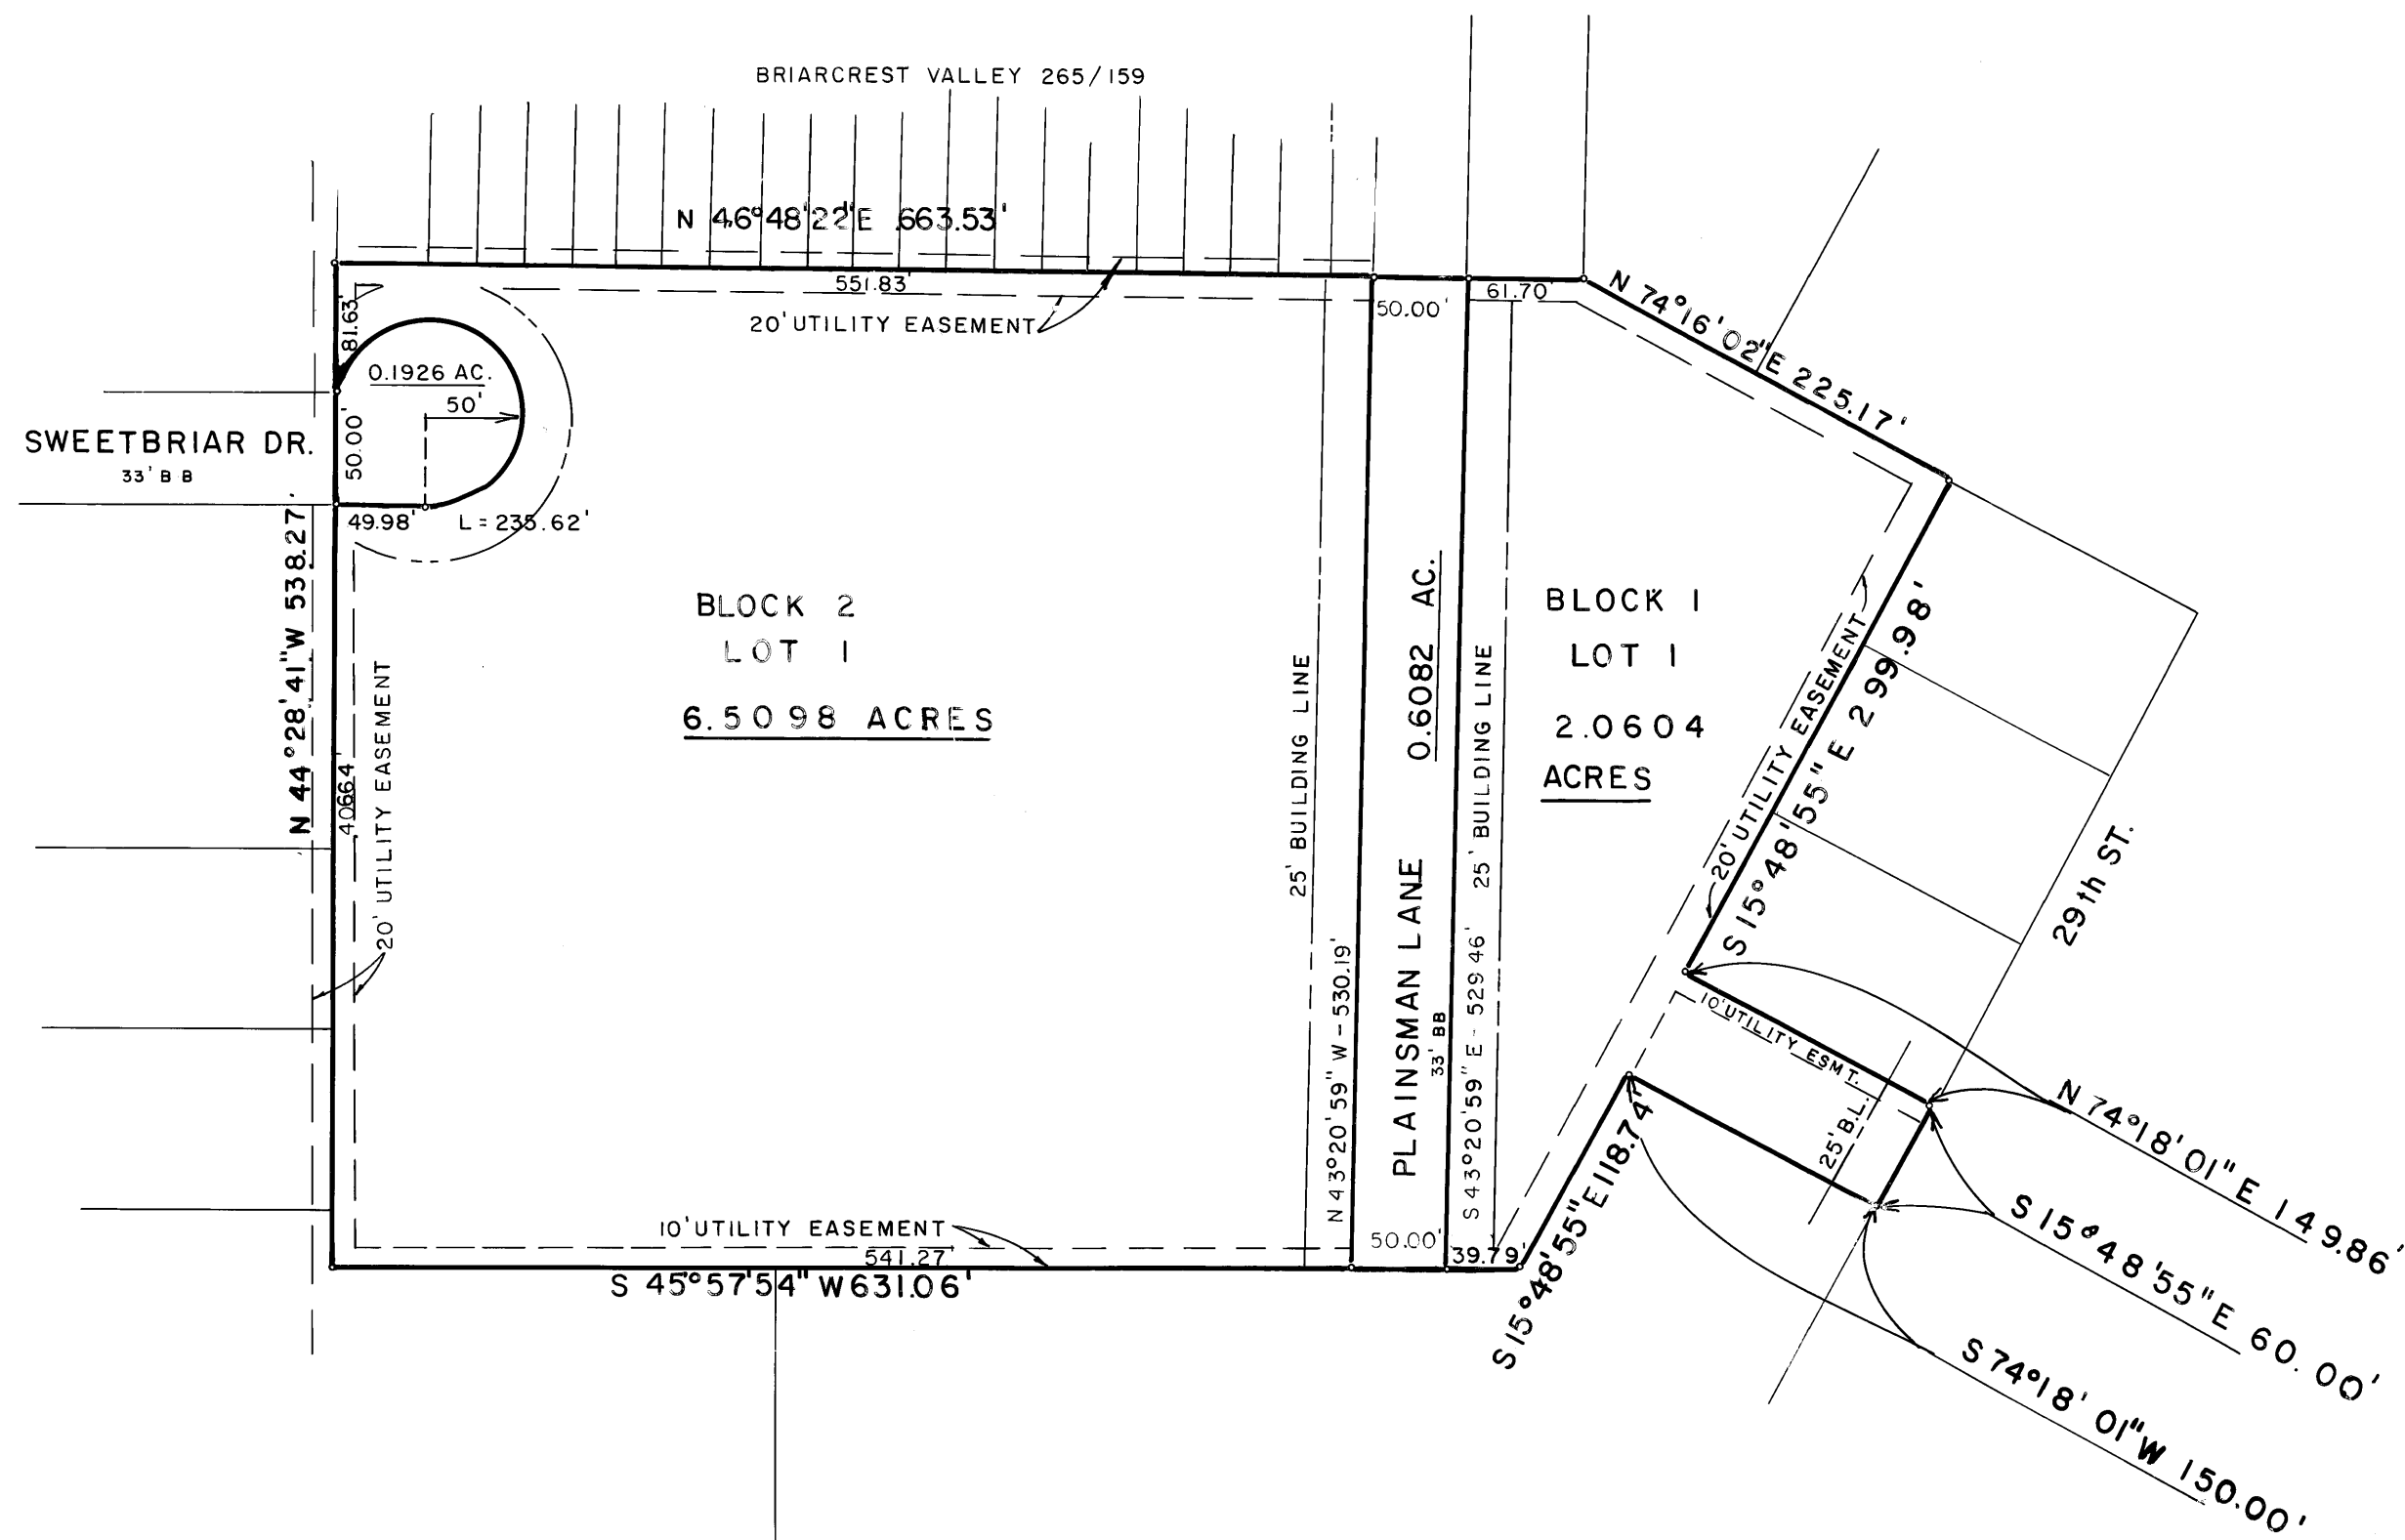 BRIARCREST VALLEY 265/159
N 46°48'22"E 663.53'
551.83'
20' UTILITY EASEMENT
50.00'
61.70'
N 74°16'02"E 225.17'
81.63'
0.1926 AC.
50'
50.00'
SWEETBRIAR DR.
33' B B
49.98'
L = 235.62'
N 44°28'41"W 538.27'
406.64
20' UTILITY EASEMENT
BLOCK 2
LOT 1
6.5098 ACRES
25' BUILDING LINE
N 43°20'59" W - 530.19'
0.6082 AC.
PLAINSMAN LANE
33' BB
25' BUILDING LINE
S 43°20'59" E - 529.46'
BLOCK 1
LOT 1
2.0604
ACRES
20' UTILITY EASEMENT
S 15°48'55" E 299.98'
29th ST.
10' UTILITY ESMT.
25' B.L.
N 74°18'01" E 149.86'
S 15°48'55" E 60.00'
S 74°18'01" W 150.00'
S 15°48'55" E 118.74'
10' UTILITY EASEMENT
541.27'
50.00'
39.79'
S 45°57'54" W 631.06'